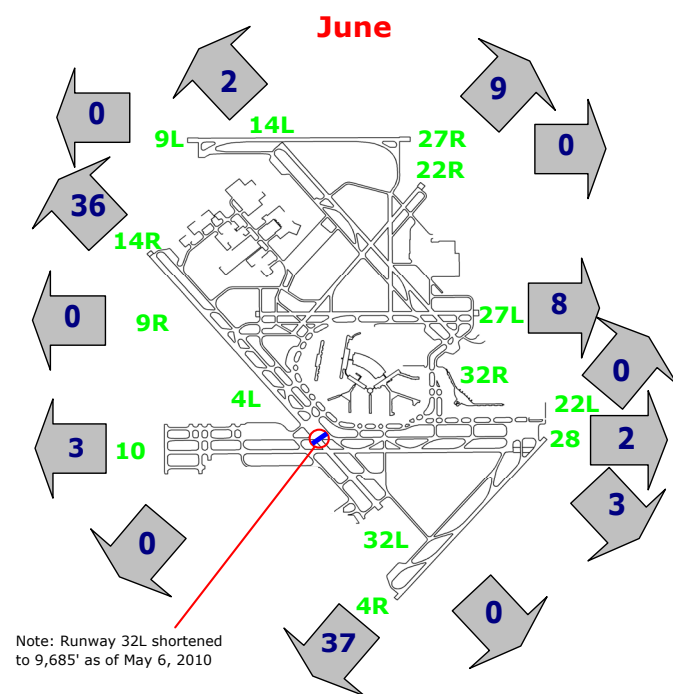 June
2
9
0
0
14L
9L
27R
22R
36
14R
0
9R
27L
8
32R
0
4L
22L
3
10
28
2
3
0
32L
4R
0
37
Note: Runway 32L shortened
to 9,685' as of May 6, 2010